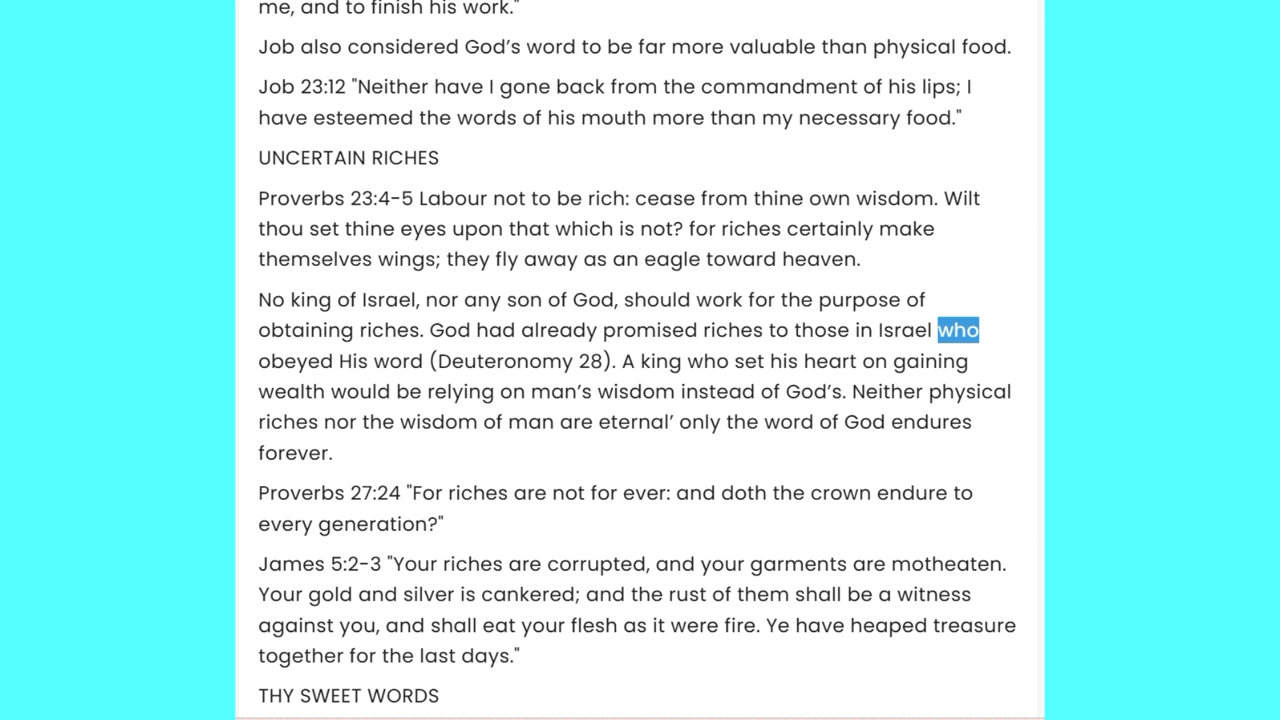 me, and to finish his work."
Job also considered God’s word to be far more valuable than physical food.
Job 23:12 "Neither have I gone back from the commandment of his lips; I
have esteemed the words of his mouth more than my necessary food."
UNCERTAIN RICHES
Proverbs 23:4-5 Labour not to be rich: cease from thine own wisdom. Wilt
thou set thine eyes upon that which is not? for riches certainly make
themselves wings; they fly away as an eagle toward heaven.
No king of Israel, nor any son of God, should work for the purpose of
obtaining riches. God had already promised riches to those in Israel who
obeyed His word (Deuteronomy 28). A king who set his heart on gaining
wealth would be relying on man’s wisdom instead of God’s. Neither physical
riches nor the wisdom of man are eternal’ only the word of God endures
forever.
Proverbs 27:24 "For riches are not for ever: and doth the crown endure to
every generation?"
James 5:2-3 "Your riches are corrupted, and your garments are motheaten.
Your gold and silver is cankered; and the rust of them shall be a witness
against you, and shall eat your flesh as it were fire. Ye have heaped treasure
together for the last days."
THY SWEET WORDS